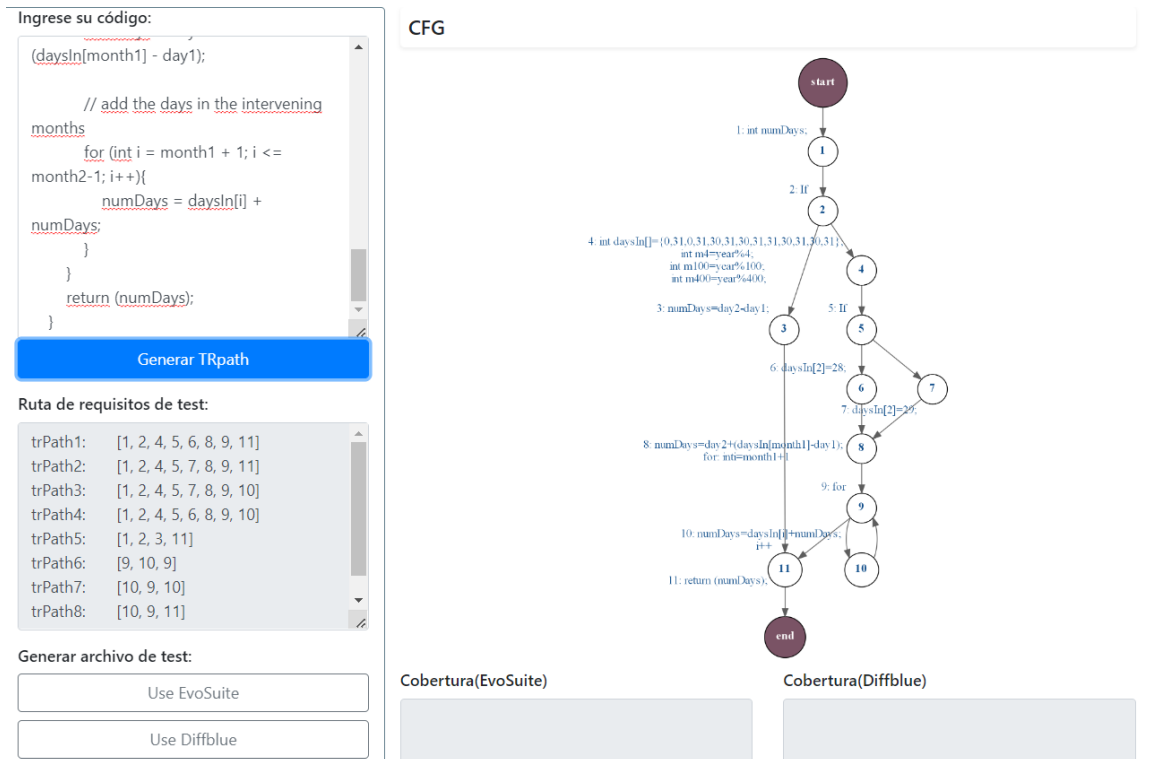 Ingrese su código:
(daysIn[month1] - day1);
// add the days in the intervening
months
for (int i = month1 + 1; i <=
month2-1; i++){
numDays = daysIn[i] +
numDays;
}
}
return (numDays);
}
Generar TRpath
Ruta de requisitos de test:
trPath1: [1, 2, 4, 5, 6, 8, 9, 11]
trPath2: [1, 2, 4, 5, 7, 8, 9, 11]
trPath3: [1, 2, 4, 5, 7, 8, 9, 10]
trPath4: [1, 2, 4, 5, 6, 8, 9, 10]
trPath5: [1, 2, 3, 11]
trPath6: [9, 10, 9]
trPath7: [10, 9, 10]
trPath8: [10, 9, 11]
Generar archivo de test:
Use EvoSuite
Use Diffblue
CFG
start
1: int numDays;
1
2: If
2
4: int daysIn[]={0,31,0,31,30,31,30,31,31,30,31,30,31};
int m4=year%4;
int m100=year%100;
int m400=year%400;
4
3: numDays=day2-day1;
5: If
3
5
6: daysIn[2]=28;
6
7
7: daysIn[2]=29;
8: numDays=day2+(daysIn[month1]-day1);
for: inti=month1+1
8
9: for
9
10: numDays=daysIn[i]+numDays;
i++
11
10
11: return (numDays);
end
Cobertura(EvoSuite)
Cobertura(Diffblue)